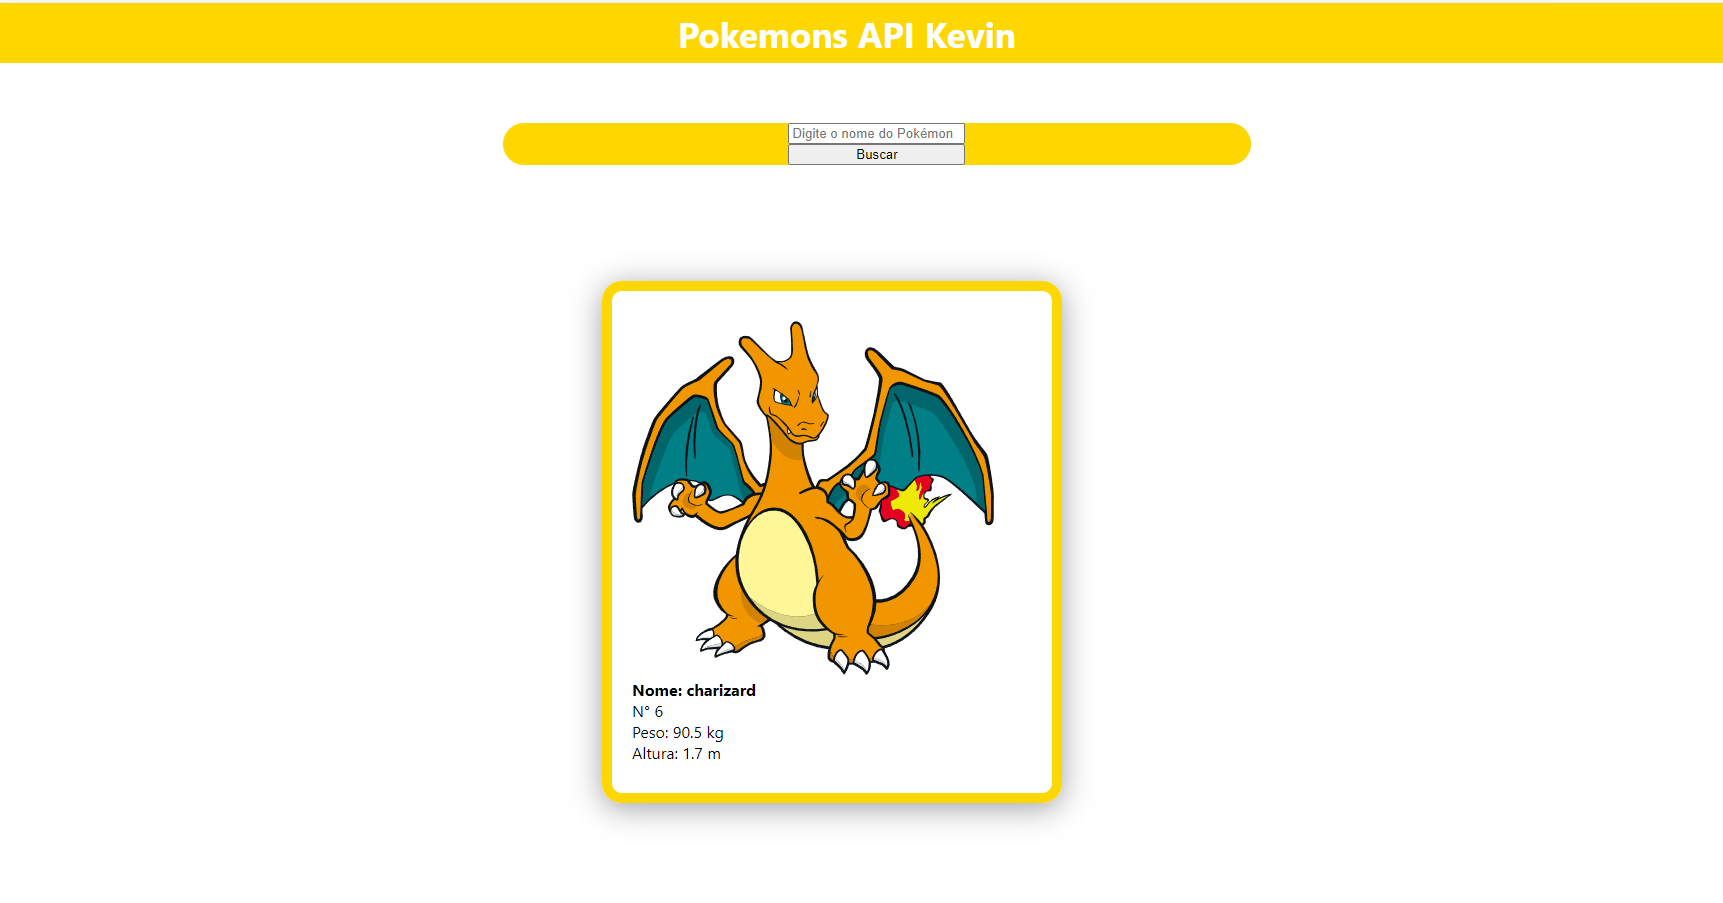 Pokemons API Kevin
Digite o nome do Pokémon
Buscar
Nome: charizard
N° 6
Peso: 90.5 kg
Altura: 1.7 m